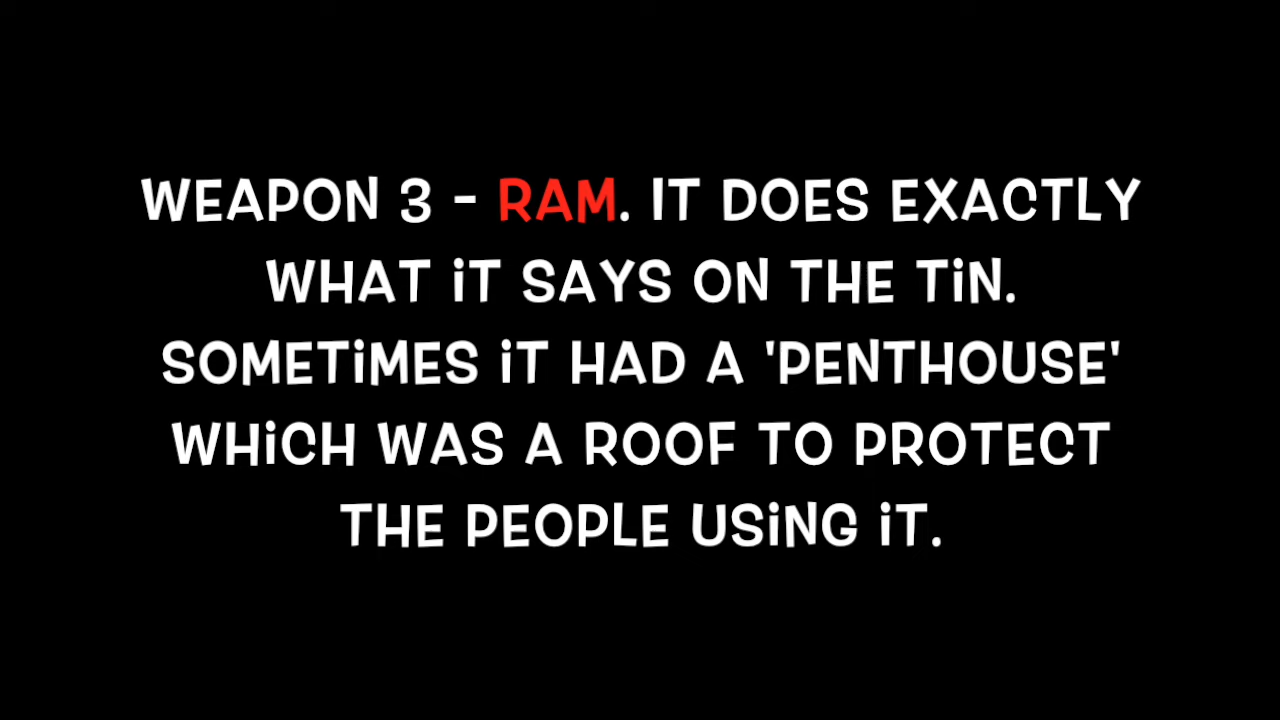 WEAPON 3 - RAM. IT DOES EXACTLY
WHAT iT SAYS ON THE TiN.
SOMETiMES iT HAD A 'PENTHOUSE'
WHiCH WAS A ROOF TO PROTECT
THE PEOPLE USiNG iT.